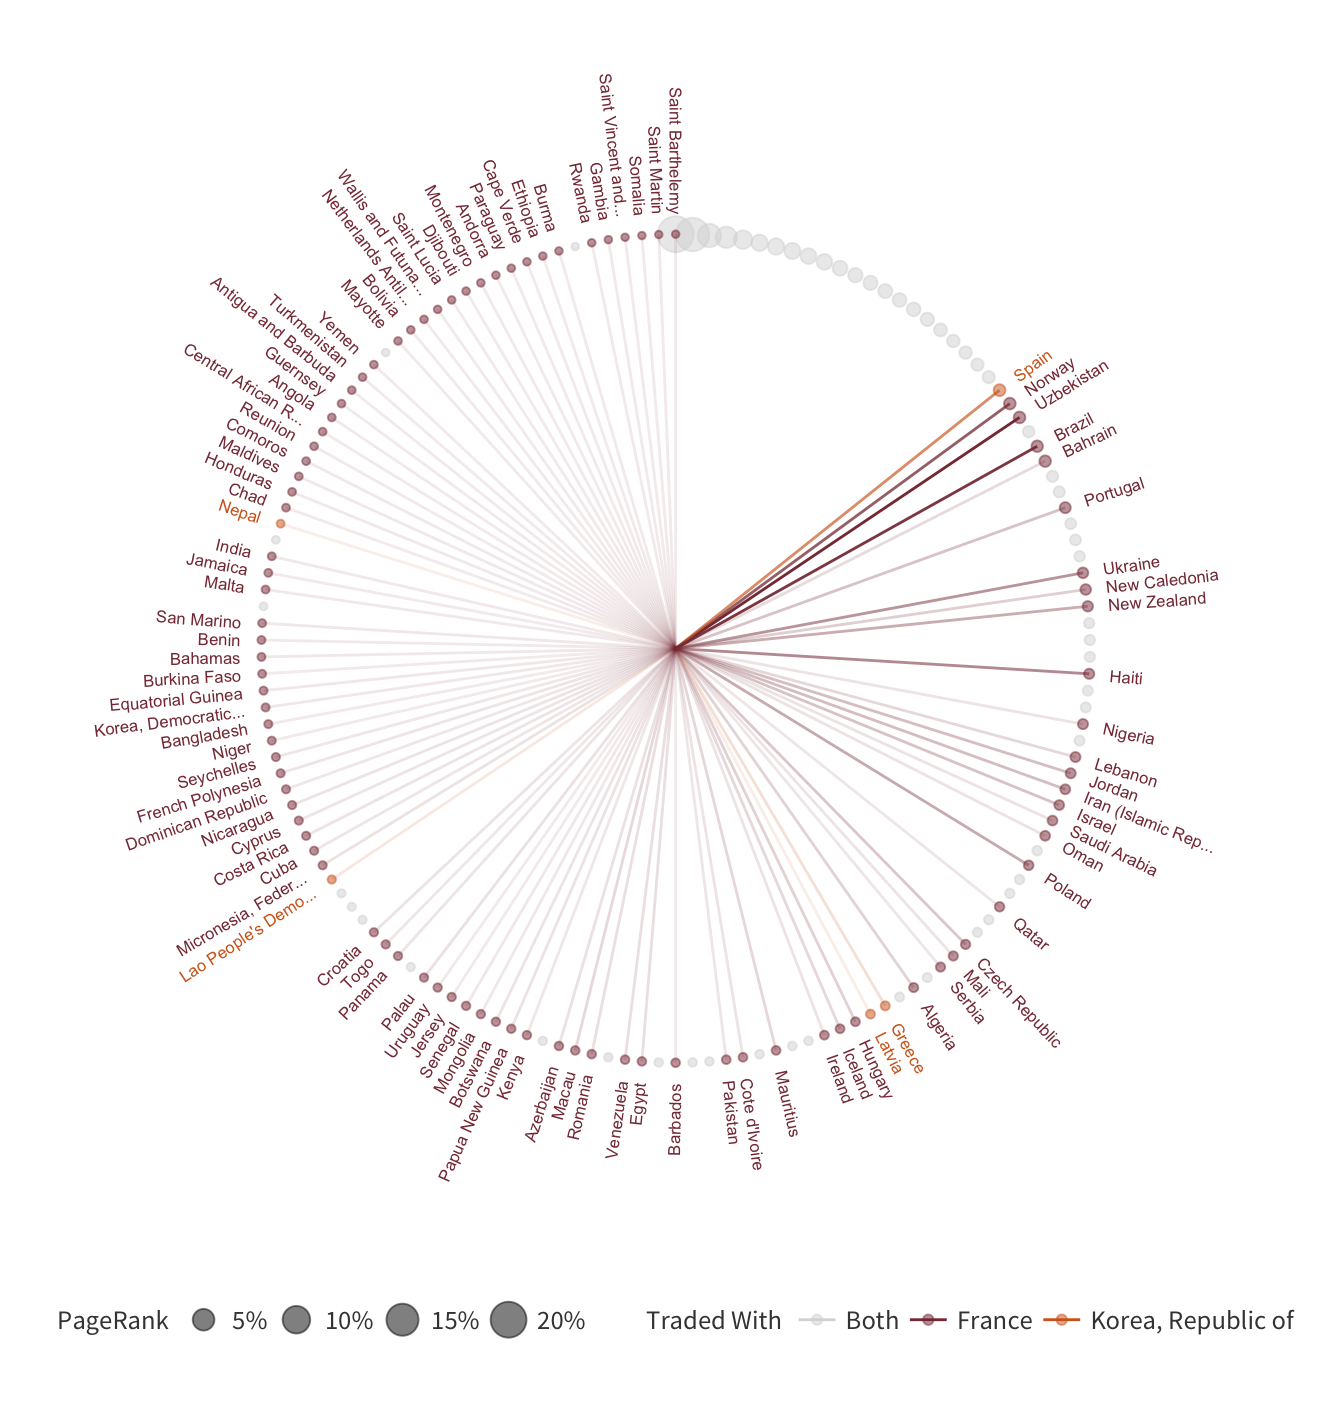 Saint Barthelemy
Spain
Norway
Uzbekistan
Brazil
Bahrain
Portugal
Ukraine
New Caledonia
New Zealand
Haiti
Nigeria
Lebanon
Jordan
Iran (Islamic Rep...
Israel
Saudi Arabia
Oman
Poland
Qatar
Czech Republic
Mali
Serbia
Algeria
Greece
Latvia
Hungary
Iceland
Ireland
Mauritius
Cote d'Ivoire
Pakistan
Barbados
Egypt
Venezuela
Romania
Macau
Azerbaijan
Kenya
Papua New Guinea
Botswana
Mongolia
Senegal
Jersey
Uruguay
Palau
Panama
Togo
Croatia
Lao People's Demo...
Micronesia, Feder...
Cuba
Costa Rica
Cyprus
Nicaragua
Dominican Republic
French Polynesia
Seychelles
Niger
Bangladesh
Korea, Democratic...
Equatorial Guinea
Burkina Faso
Bahamas
Benin
San Marino
Malta
Jamaica
India
Nepal
Chad
Honduras
Maldives
Comoros
Reunion
Central African R...
Angola
Guernsey
Antigua and Barbuda
Turkmenistan
Yemen
Mayotte
Bolivia
Netherlands Antil...
Wallis and Futuna...
Saint Lucia
Djibouti
Montenegro
Andorra
Paraguay
Cape Verde
Ethiopia
Burma
Rwanda
Gambia
Saint Vincent and...
Somalia
Saint Martin
PageRank 5% 10% 15% 20% Traded With Both France Korea, Republic of